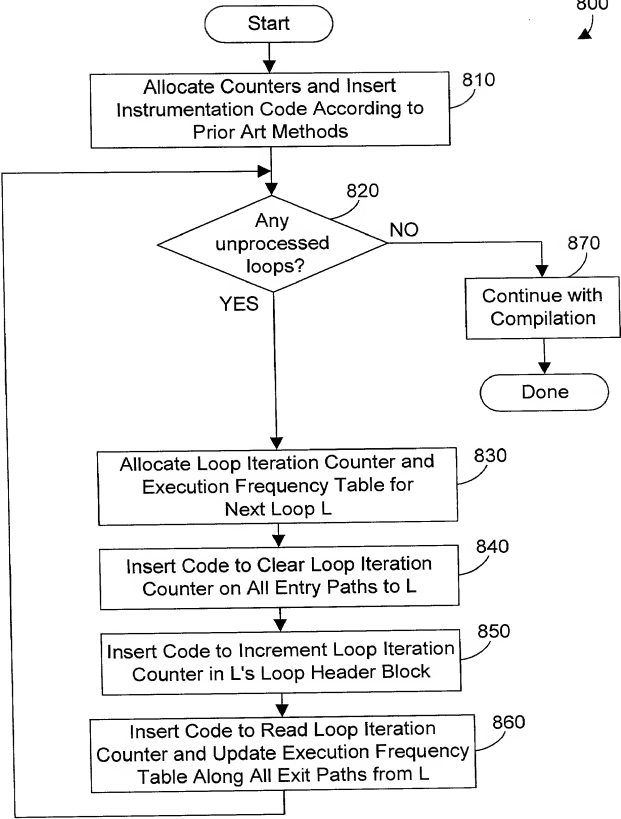 800
Start
Allocate Counters and Insert
Instrumentation Code According to
Prior Art Methods
810
Any
unprocessed
loops?
820
NO
YES
870
Continue with
Compilation
Done
Allocate Loop Iteration Counter and
Execution Frequency Table for
Next Loop L
830
Insert Code to Clear Loop Iteration
Counter on All Entry Paths to L
840
Insert Code to Increment Loop Iteration
Counter in L's Loop Header Block
850
Insert Code to Read Loop Iteration
Counter and Update Execution Frequency
Table Along All Exit Paths from L
860